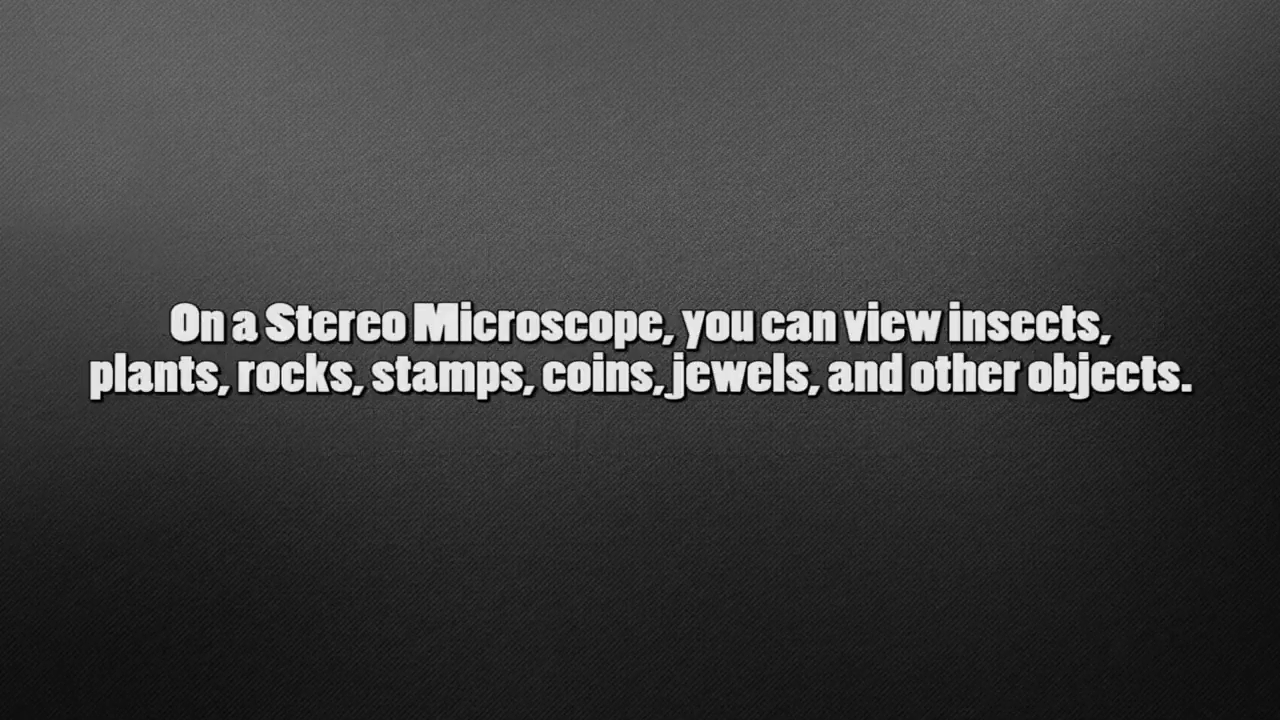 On a Stereo Microscope, you can view insects,
plants, rocks, stamps, coins, jewels, and other objects.